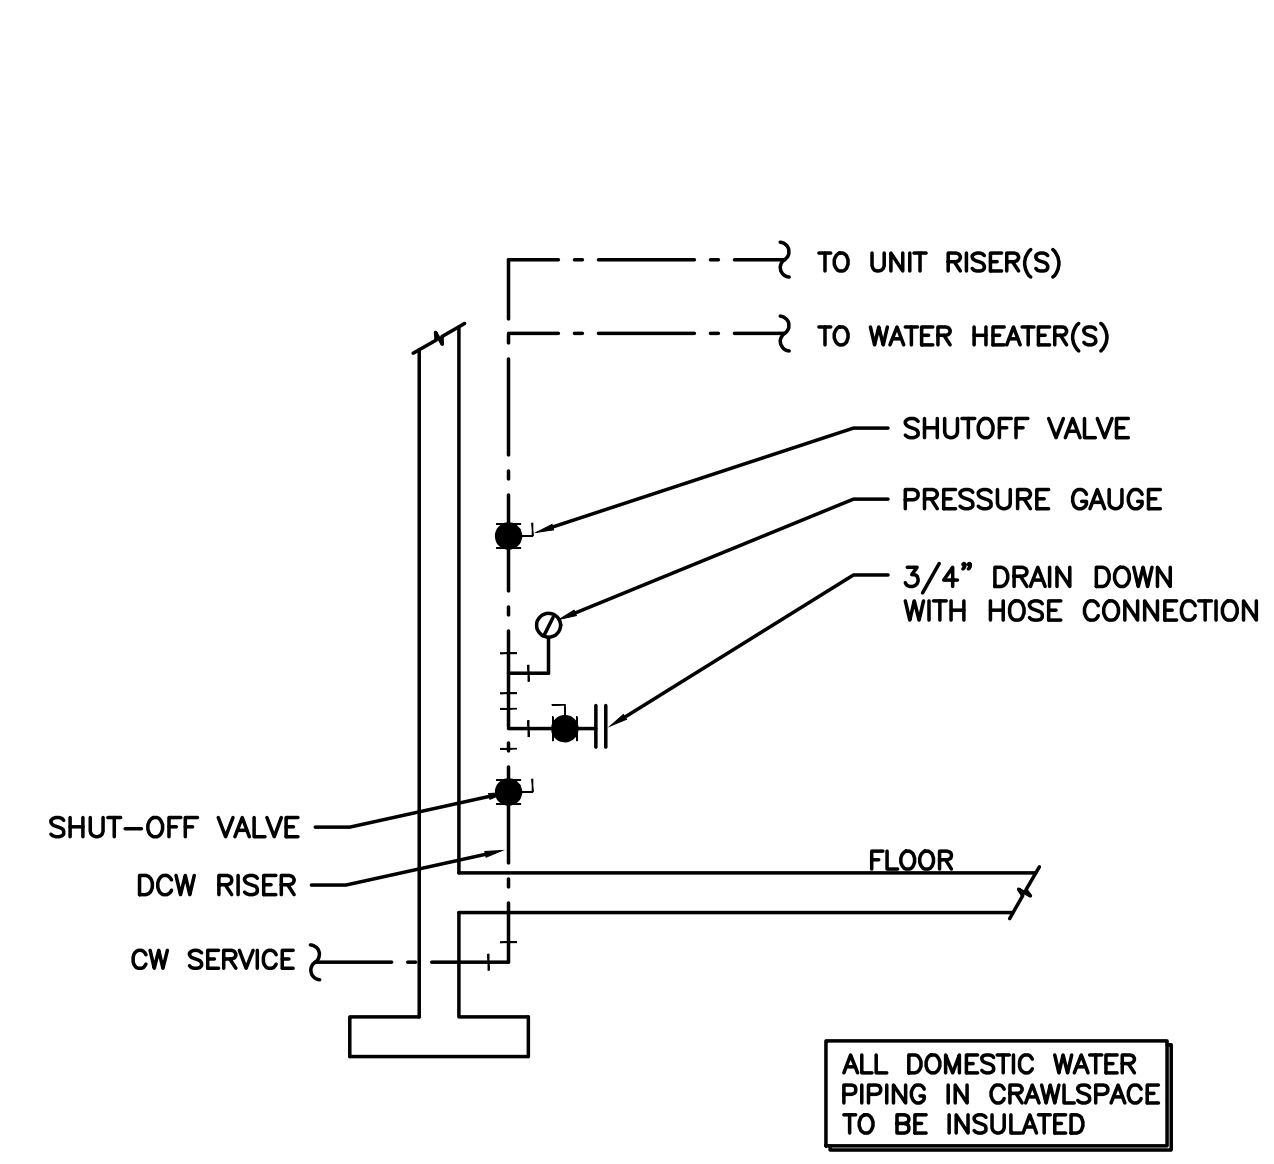 TO UNIT RISER(S)
TO WATER HEATER(S)
SHUTOFF VALVE
PRESSURE GAUGE
3/4" DRAIN DOWN
WITH HOSE CONNECTION
SHUT-OFF VALVE
FLOOR
DCW RISER
CW SERVICE
ALL DOMESTIC WATER
PIPING IN CRAWLSPACE
TO BE INSULATED